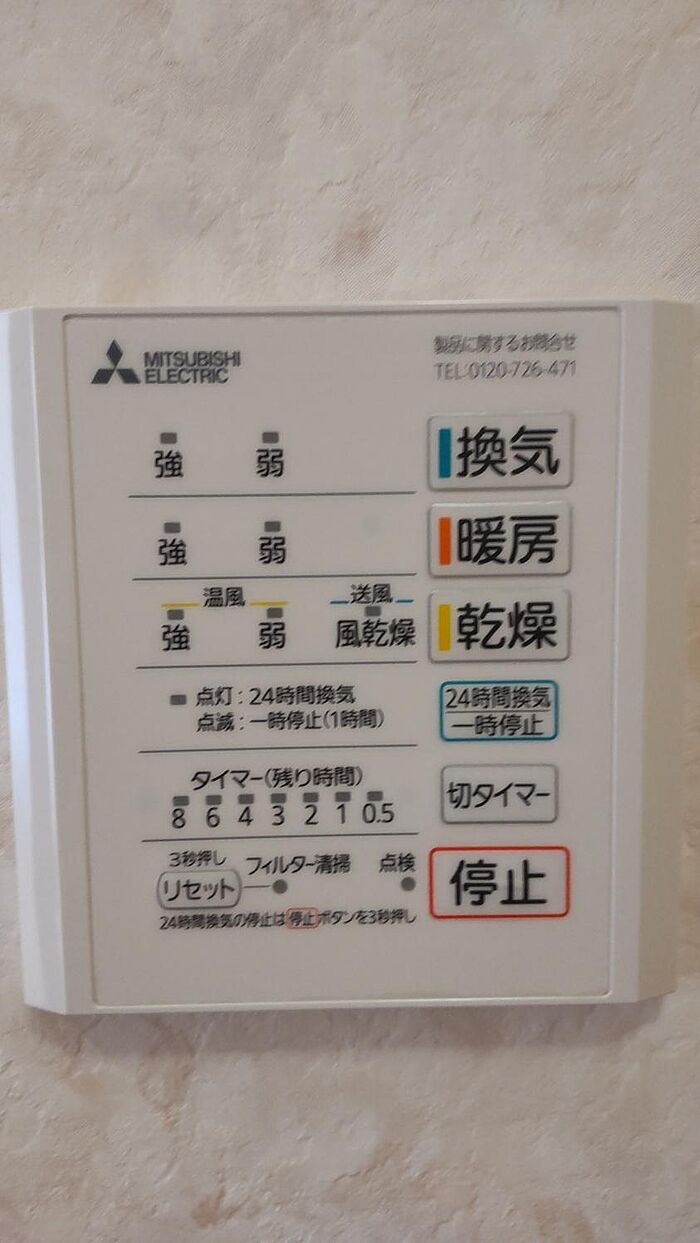 MITSUBISHI
ELECTRIC
製品に関するお問合せ
TEL:0120-726-471
強 弱 換気
強 弱 暖房
温風 送風
強 弱 風乾燥 乾燥
点灯:24時間換気
点滅:一時停止(1時間)
24時間換気
一時停止
タイマー(残り時間)
8 6 4 3 2 1 0.5
切タイマー
3秒押し
リセット フィルター清掃 点検
停止
24時間換気の停止は停止ボタンを3秒押し